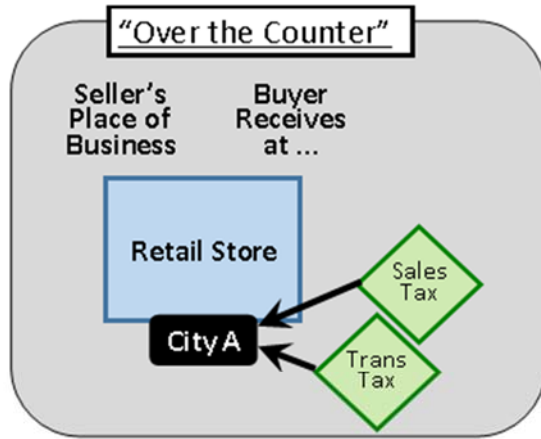 “Over the Counter”
Seller’s
Place of
Business
Buyer
Receives
at ...
Retail Store
City A
Sales
Tax
Trans
Tax